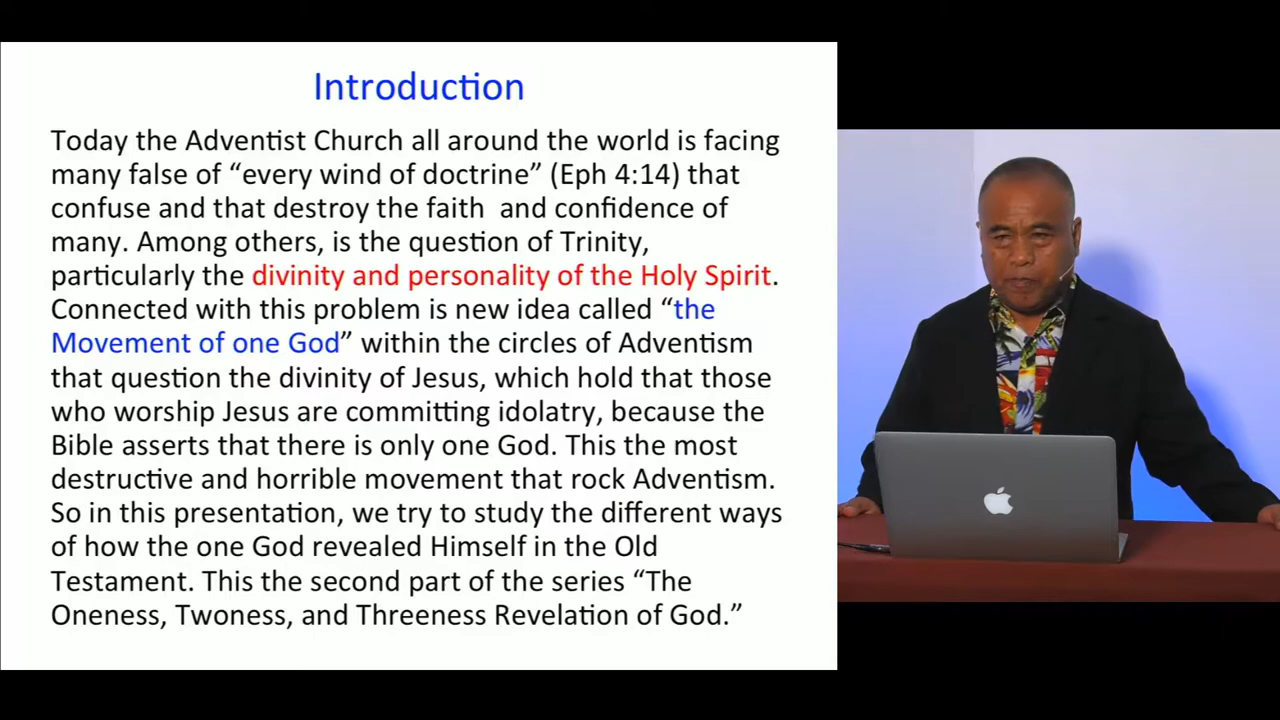 Introduction
Today the Adventist Church all around the world is facing
many false of “every wind of doctrine” (Eph 4:14) that
confuse and that destroy the faith  and confidence of
many. Among others, is the question of Trinity,
particularly the divinity and personality of the Holy Spirit.
Connected with this problem is new idea called “the
Movement of one God” within the circles of Adventism
that question the divinity of Jesus, which hold that those
who worship Jesus are committing idolatry, because the
Bible asserts that there is only one God. This the most
destructive and horrible movement that rock Adventism.
So in this presentation, we try to study the different ways
of how the one God revealed Himself in the Old
Testament. This the second part of the series “The
Oneness, Twoness, and Threeness Revelation of God.”